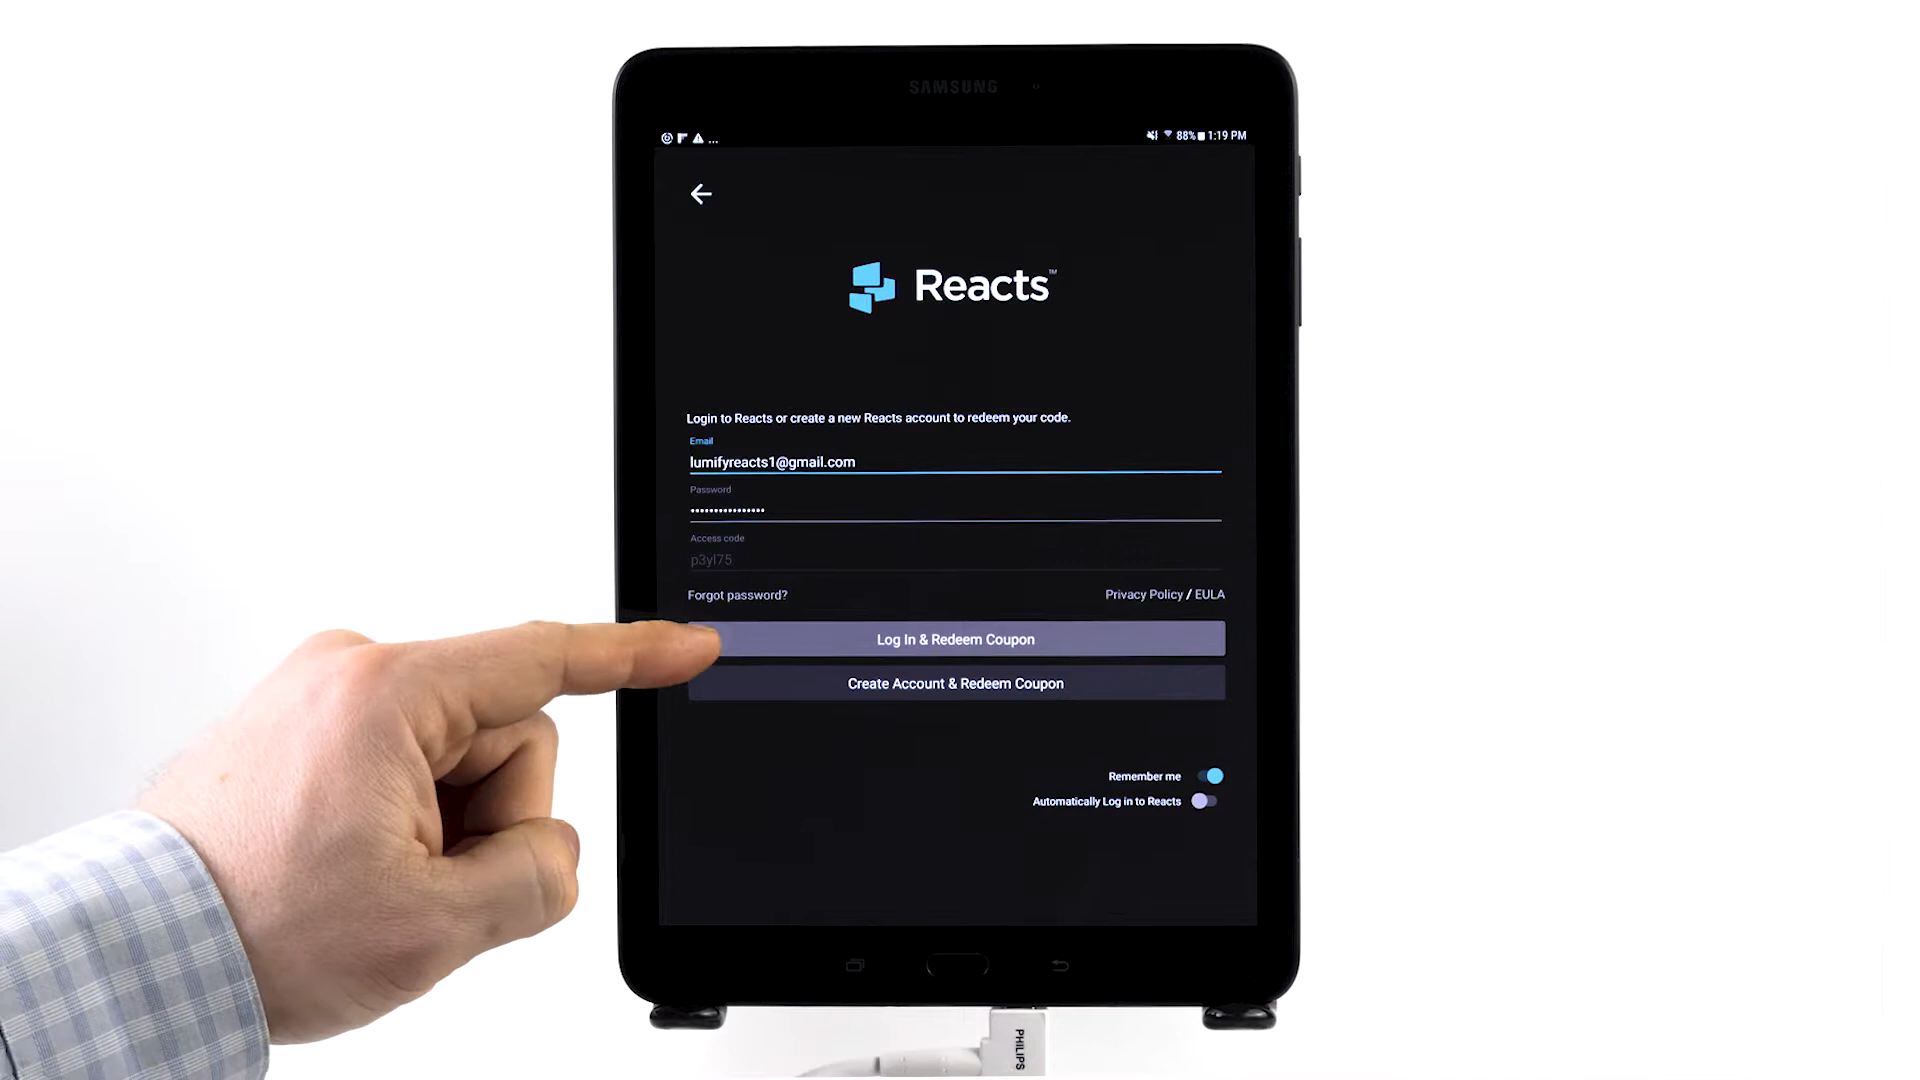 SAMSUNG
... 88% 1:19 PM
Reacts™
Login to Reacts or create a new Reacts account to redeem your code.
Email
lumifyreacts1@gmail.com
Password
••••••••••••••••
Access code
p3yl75
Forgot password? Privacy Policy / EULA
Log In & Redeem Coupon
Create Account & Redeem Coupon
Remember me
Automatically Log in to Reacts
PHILIPS